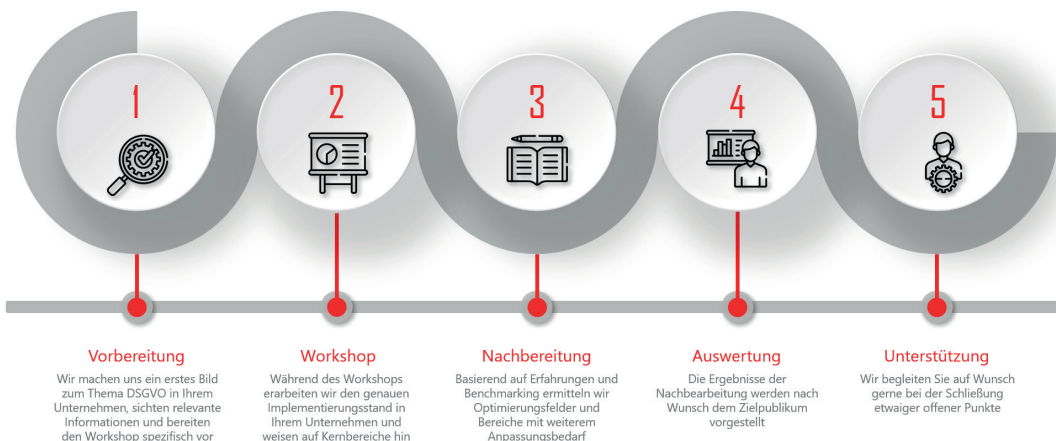 1
2
3
4
5
Vorbereitung
Wir machen uns ein erstes Bild
zum Thema DSGVO in Ihrem
Unternehmen, sichten relevante
Informationen und bereiten
den Workshop spezifisch vor
Workshop
Während des Workshops
erarbeiten wir den genauen
Implementierungsstand in
Ihrem Unternehmen und
weisen auf Kernbereiche hin
Nachbereitung
Basierend auf Erfahrungen und
Benchmarking ermitteln wir
Optimierungsfelder und
Bereiche mit weiterem
Anpassungsbedarf
Auswertung
Die Ergebnisse der
Nachbearbeitung werden nach
Wunsch dem Zielpublikum
vorgestellt
Unterstützung
Wir begleiten Sie auf Wunsch
gerne bei der Schließung
etwaiger offener Punkte